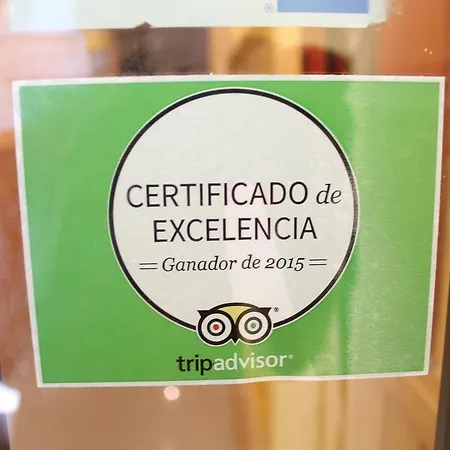 CERTIFICADO de
EXCELENCIA
Ganador de 2015
tripadvisor®